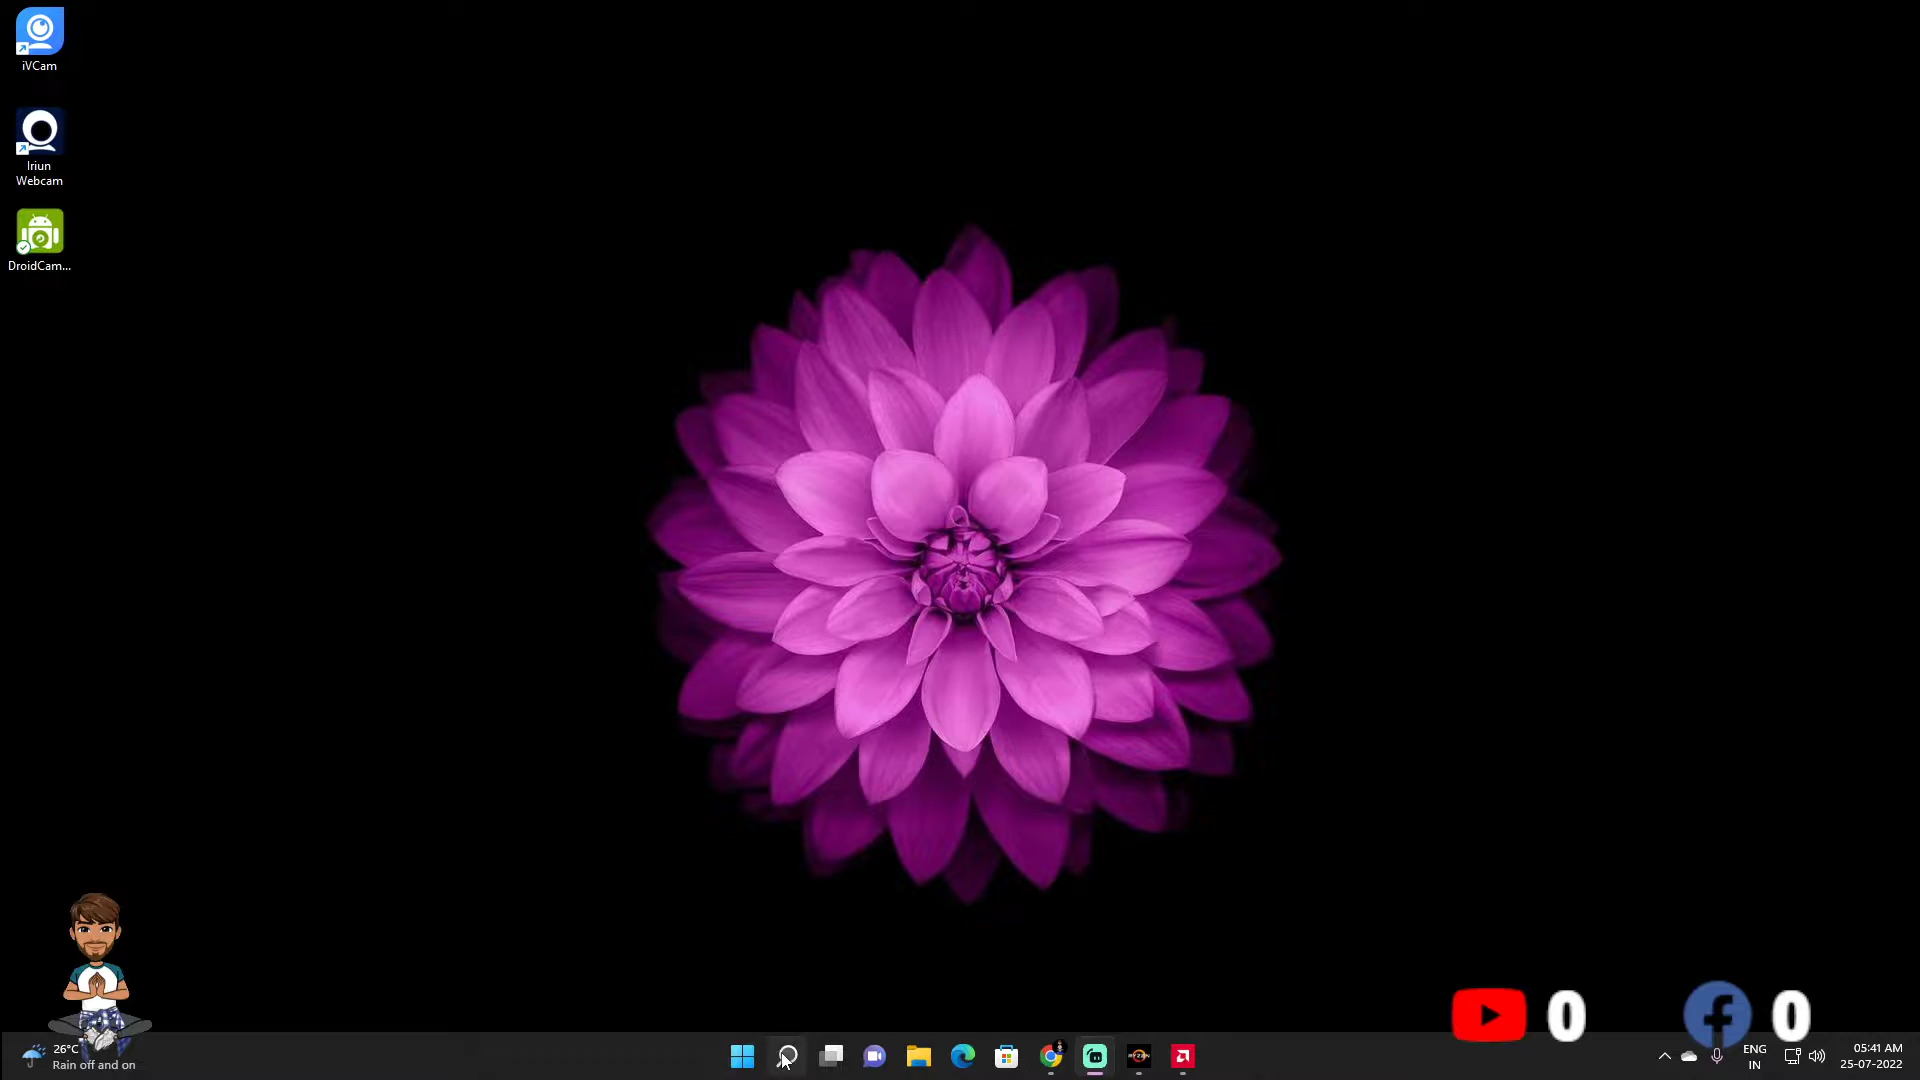 iVCam
Iriun
Webcam
DroidCam...
0
0
26°C
Rain off and on
RYZEN
ENG
IN
05:41 AM
25-07-2022